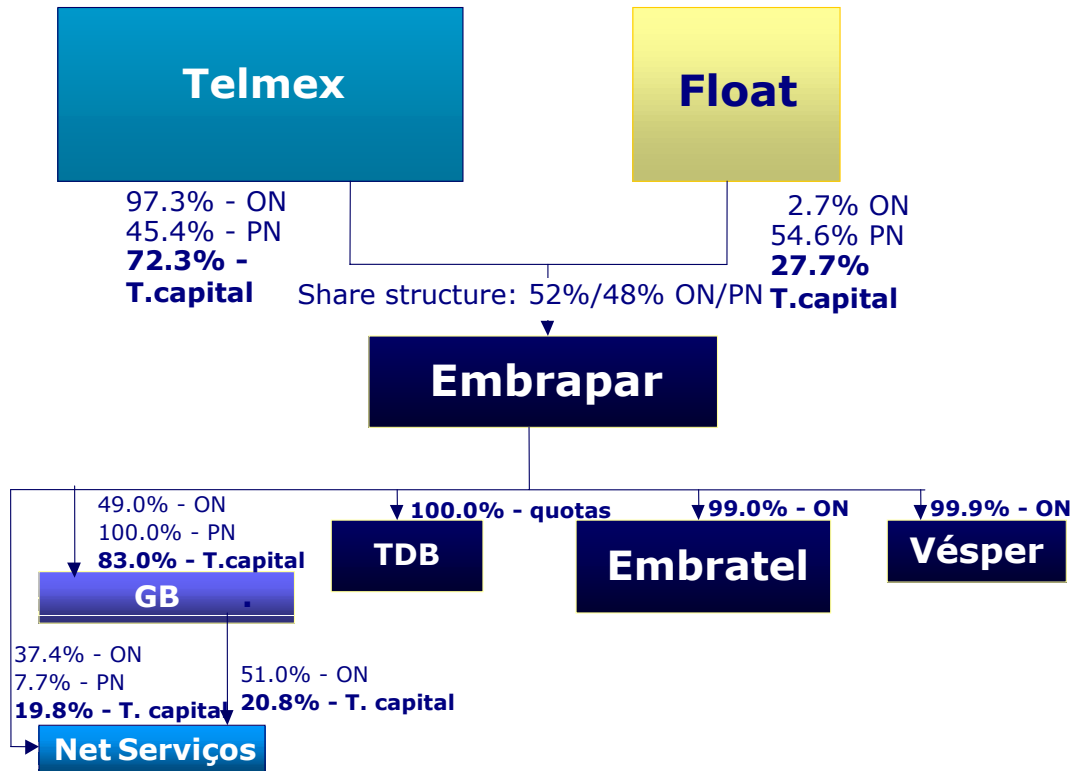 Telmex
Float
97.3% - ON
45.4% - PN
72.3% -
T.capital
2.7% ON
54.6% PN
27.7%
T.capital
Share structure: 52%/48% ON/PN
Embrapar
49.0% - ON
100.0% - PN
83.0% - T.capital
100.0% - quotas
99.0% - ON
99.9% - ON
GB .
TDB
Embratel
Vésper
37.4% - ON
7.7% - PN
19.8% - T. capital
51.0% - ON
20.8% - T. capital
Net Serviços